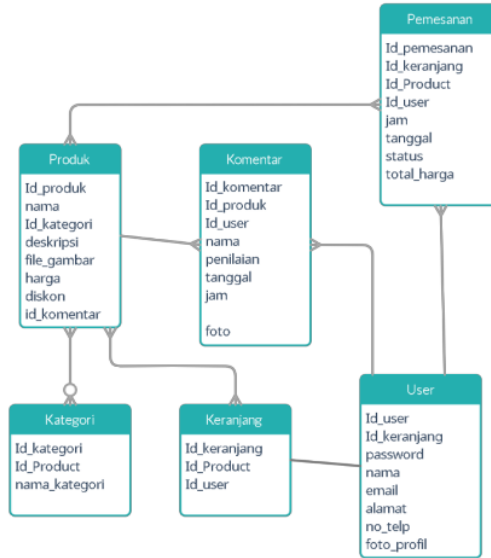 Pemesanan
Id_pemesanan
Id_keranjang
Id_Product
Id_user
jam
tanggal
status
total_harga
Produk
Id_produk
nama
Id_kategori
deskripsi
file_gambar
harga
diskon
id_komentar
Komentar
Id_komentar
Id_produk
Id_user
nama
penilaian
tanggal
jam
foto
Kategori
Id_kategori
Id_Product
nama_kategori
Keranjang
Id_keranjang
Id_Product
Id_user
User
Id_user
Id_keranjang
password
nama
email
alamat
no_telp
foto_profil